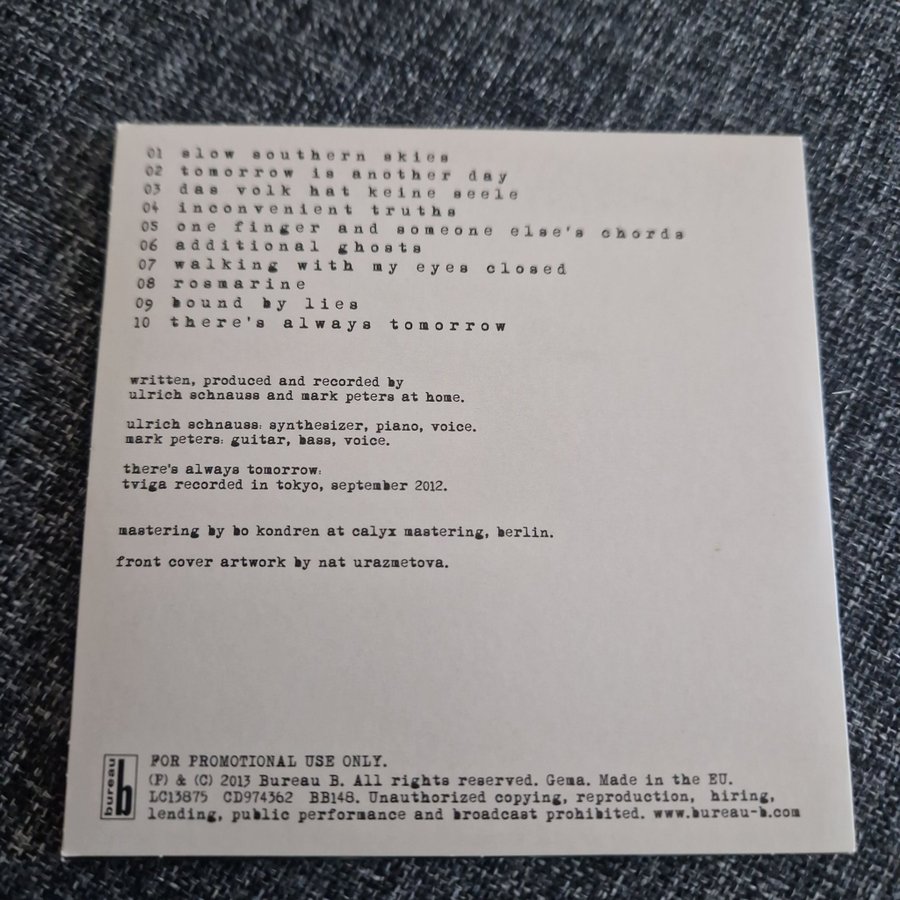 01 slow southern skies
02 tomorrow is another day
03 das volk hat keine seele
04 inconvenient truths
05 one finger and someone else's chords
06 additional ghosts
07 walking with my eyes closed
08 rosmarine
09 bound by lies
10 there's always tomorrow
written, produced and recorded by
ulrich schnauss and mark peters at home.
ulrich schnauss: synthesizer, piano, voice.
mark peters: guitar, bass, voice.
there's always tomorrow:
tviga recorded in tokyo, september 2012.
mastering by bo kondren at calyx mastering, berlin.
front cover artwork by nat urazmetova.
bureau b
FOR PROMOTIONAL USE ONLY.
(P) & (C) 2013 Bureau B. All rights reserved. Gema. Made in the EU.
LC13875 CD974362 BB148. Unauthorized copying, reproduction, hiring,
lending, public performance and broadcast prohibited. www.bureau-b.com